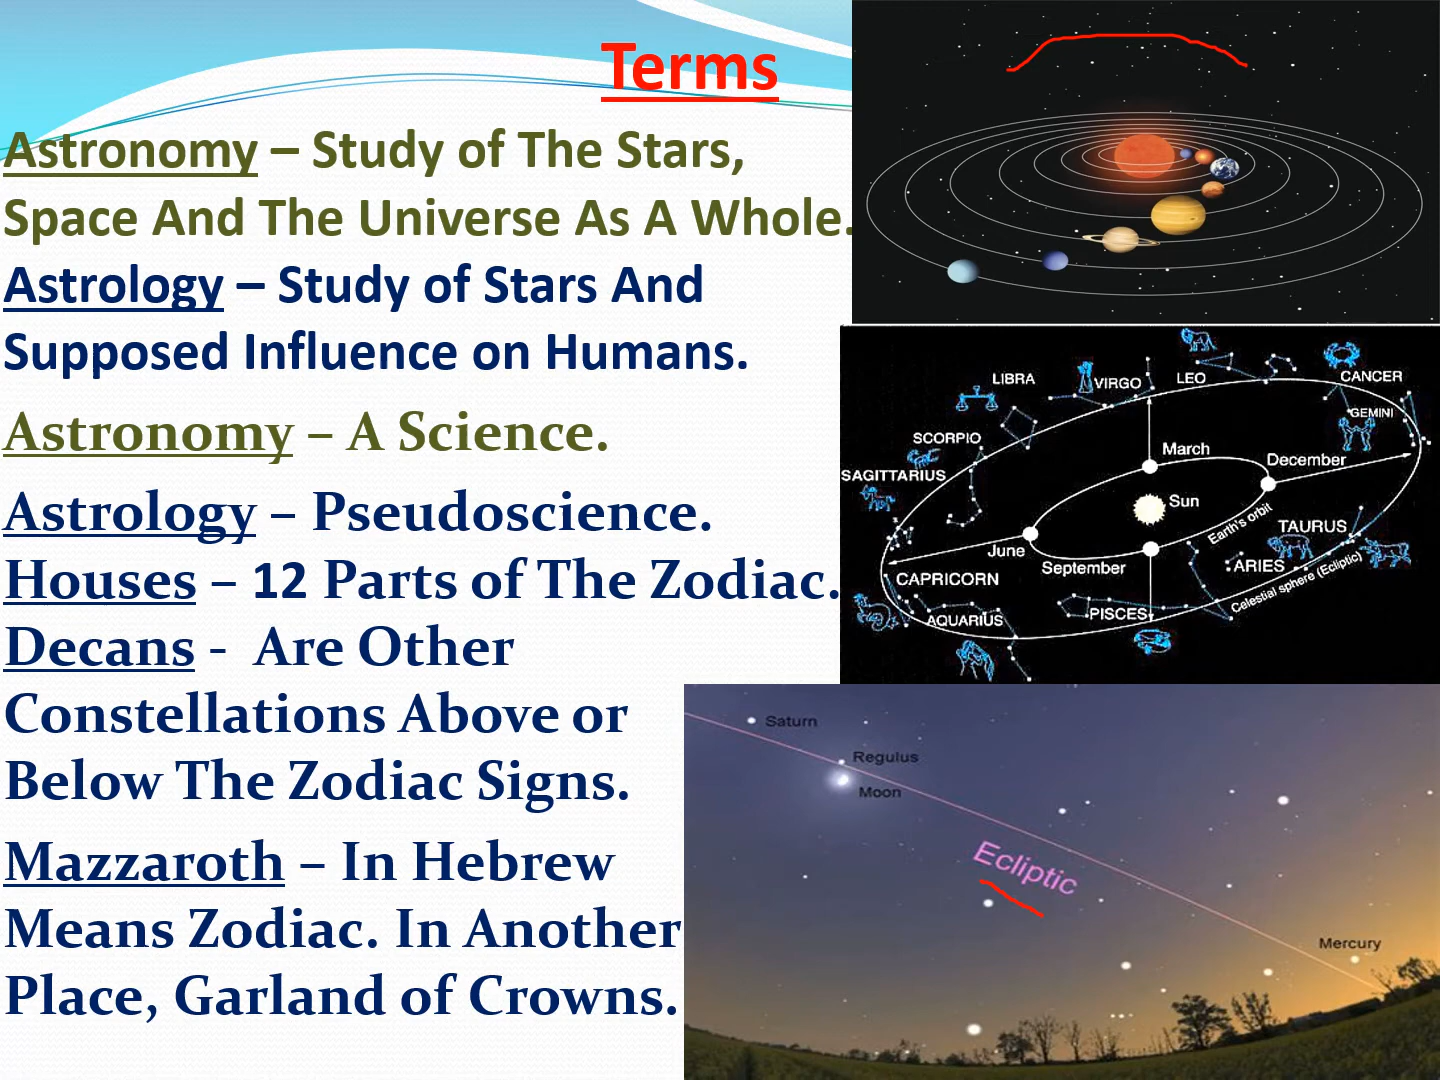 Terms
Astronomy – Study of The Stars,
Space And The Universe As A Whole.
Astrology – Study of Stars And
Supposed Influence on Humans.
Astronomy – A Science.
Astrology – Pseudoscience.
Houses – 12 Parts of The Zodiac.
Decans - Are Other
Constellations Above or
Below The Zodiac Signs.
Mazzaroth – In Hebrew
Means Zodiac. In Another
Place, Garland of Crowns.
LIBRA
VIRGO
LEO
CANCER
GEMINI
SCORPIO
SAGITTARIUS
March
December
Sun
Earth's orbit
TAURUS
June
September
ARIES
Celestial sphere (Ecliptic)
CAPRICORN
AQUARIUS
PISCES
Saturn
Regulus
Moon
Ecliptic
Mercury